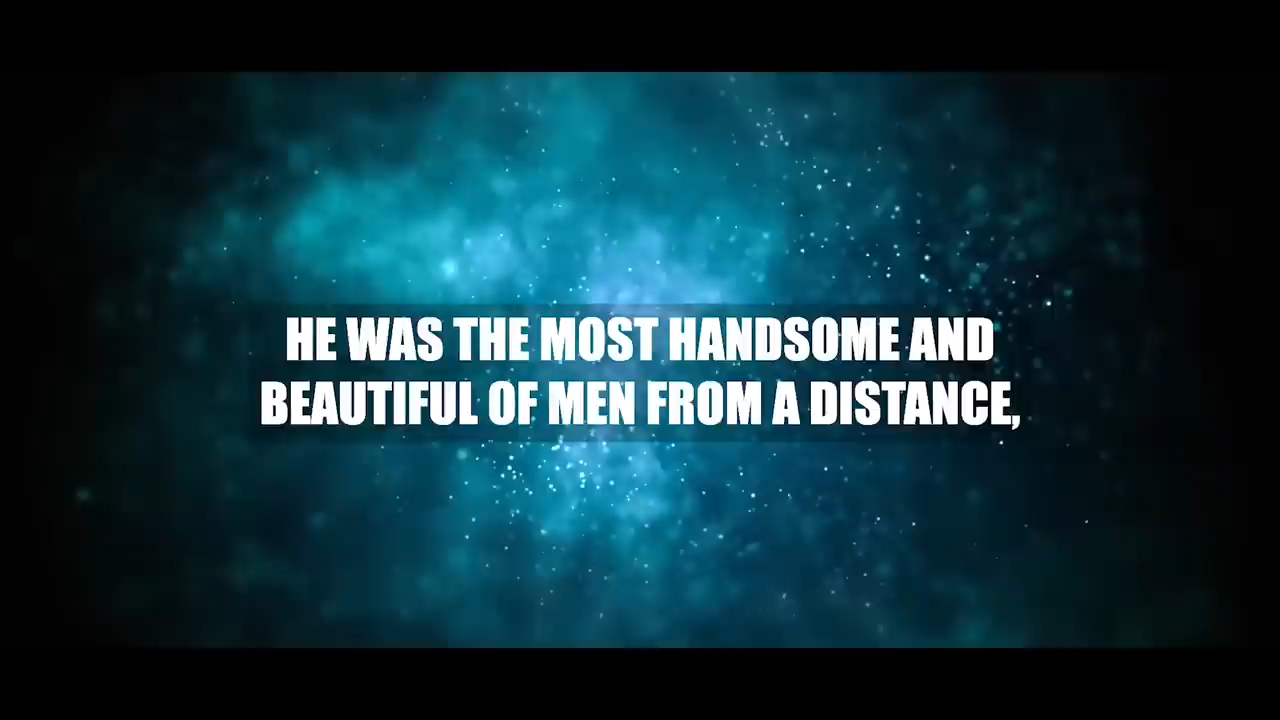 HE WAS THE MOST HANDSOME AND
BEAUTIFUL OF MEN FROM A DISTANCE,